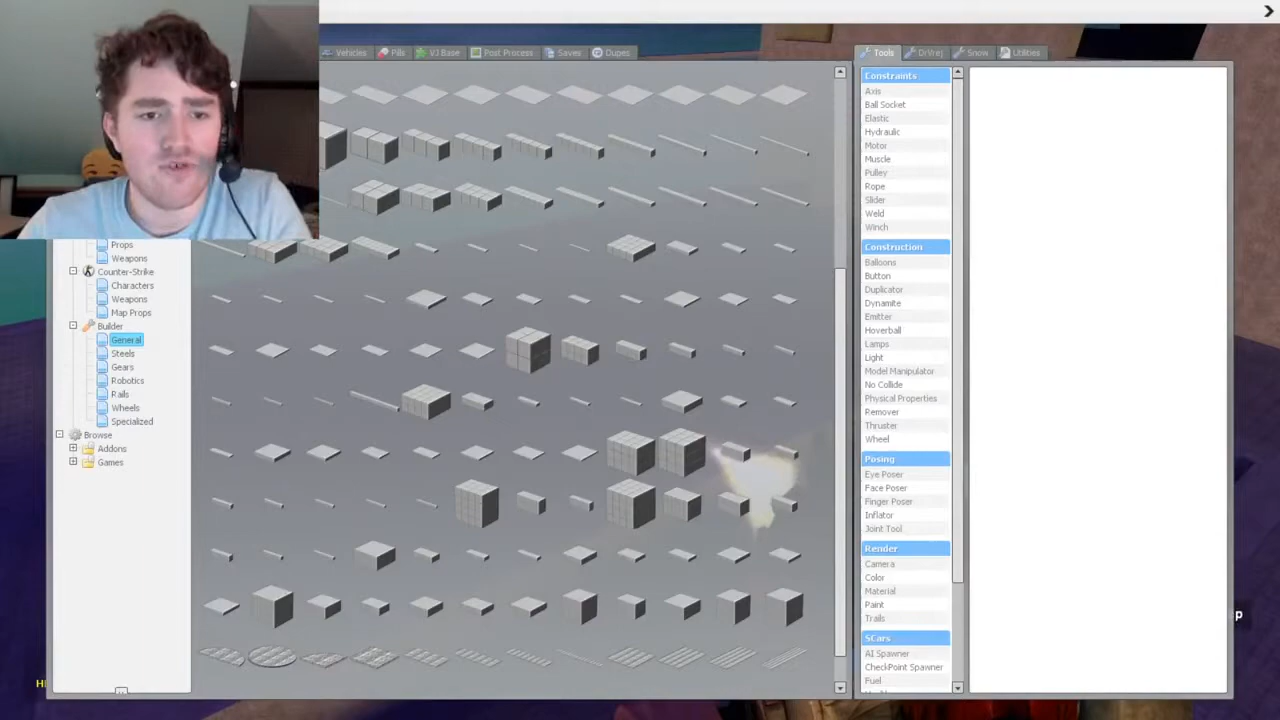 Vehicles Pills VJ Base Post Process Saves Dupes
Props
Weapons
Counter-Strike
Characters
Weapons
Map Props
Builder
General
Steels
Gears
Robotics
Rails
Wheels
Specialized
Browse
Addons
Games
Tools DrVrej Snow Utilities
Constraints
Axis
Ball Socket
Elastic
Hydraulic
Motor
Muscle
Pulley
Rope
Slider
Weld
Winch
Construction
Balloons
Button
Duplicator
Dynamite
Emitter
Hoverball
Lamps
Light
Model Manipulator
No Collide
Physical Properties
Remover
Thruster
Wheel
Posing
Eye Poser
Face Poser
Finger Poser
Inflator
Joint Tool
Render
Camera
Color
Material
Paint
Trails
SCars
AI Spawner
CheckPoint Spawner
Fuel
p